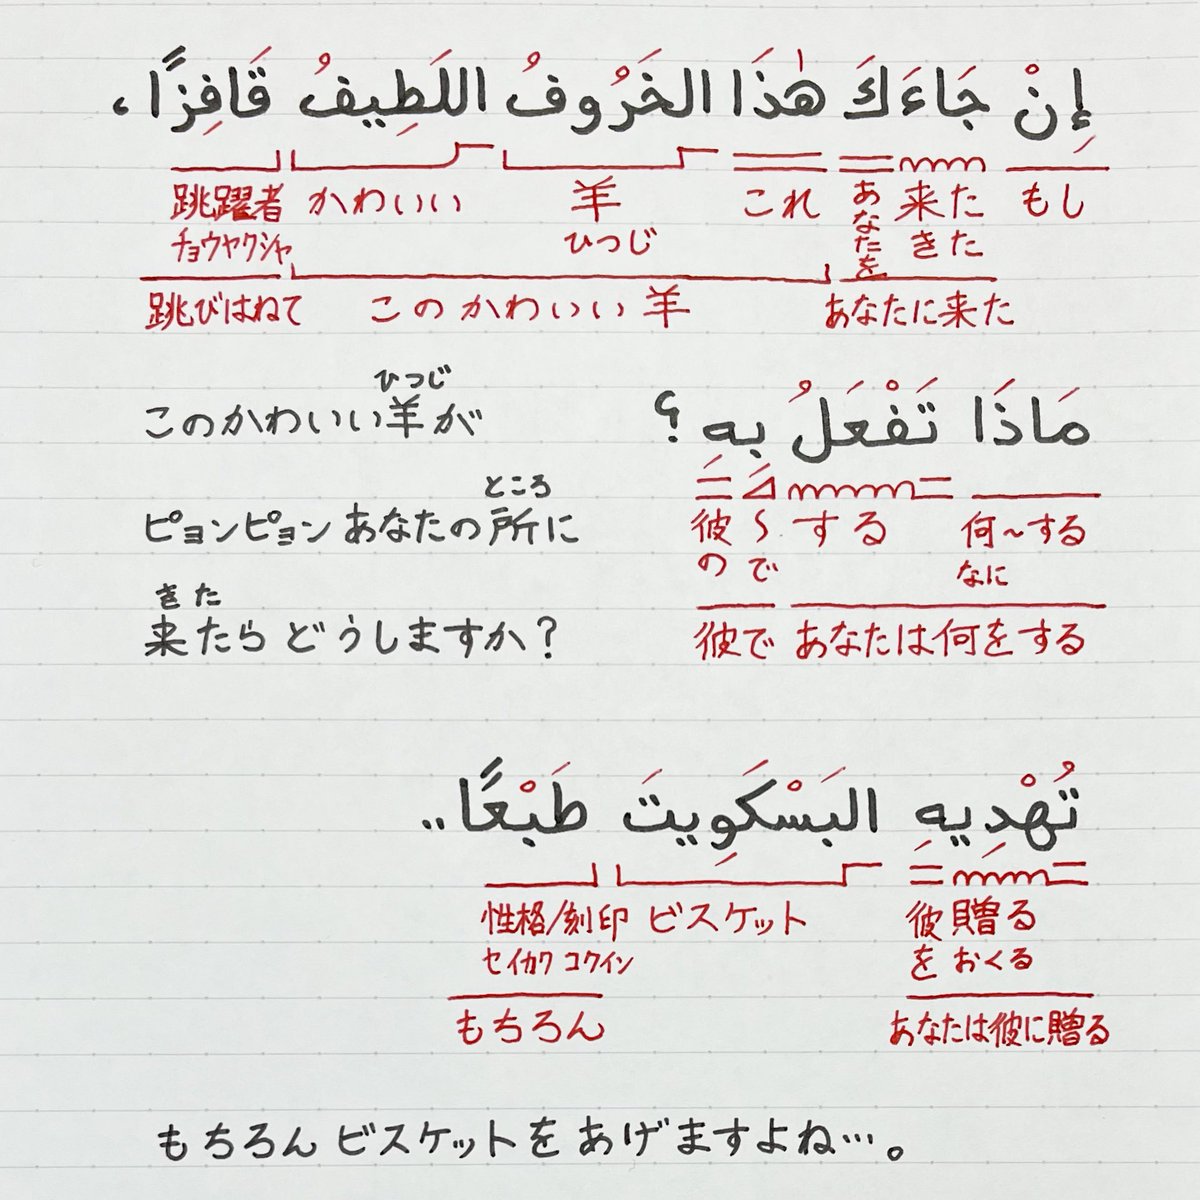 إِنْ جَاءَكَ هٰذَا الخَرُوفُ اللَطِيفُ قَافِزًا،
もし 来た あなたを これ 羊 かわいい 跳躍者
きた ひつじ チョウヤクシャ
あなたに来た このかわいい羊 跳びはねて
مَاذَا تَفْعَلُ بِهِ؟
何〜する する 〜で 彼の
なに
あなたは何をする 彼で
ひつじ
このかわいい羊が
ところ
ピョンピョンあなたの所に
きた
来たらどうしますか?
تُهْدِيهِ البَسْكَوِيتَ طَبْعًا..
贈る 彼を ビスケット 性格/刻印
おくる セイカク コクイン
あなたは彼に贈る もちろん
もちろんビスケットをあげますよね…。